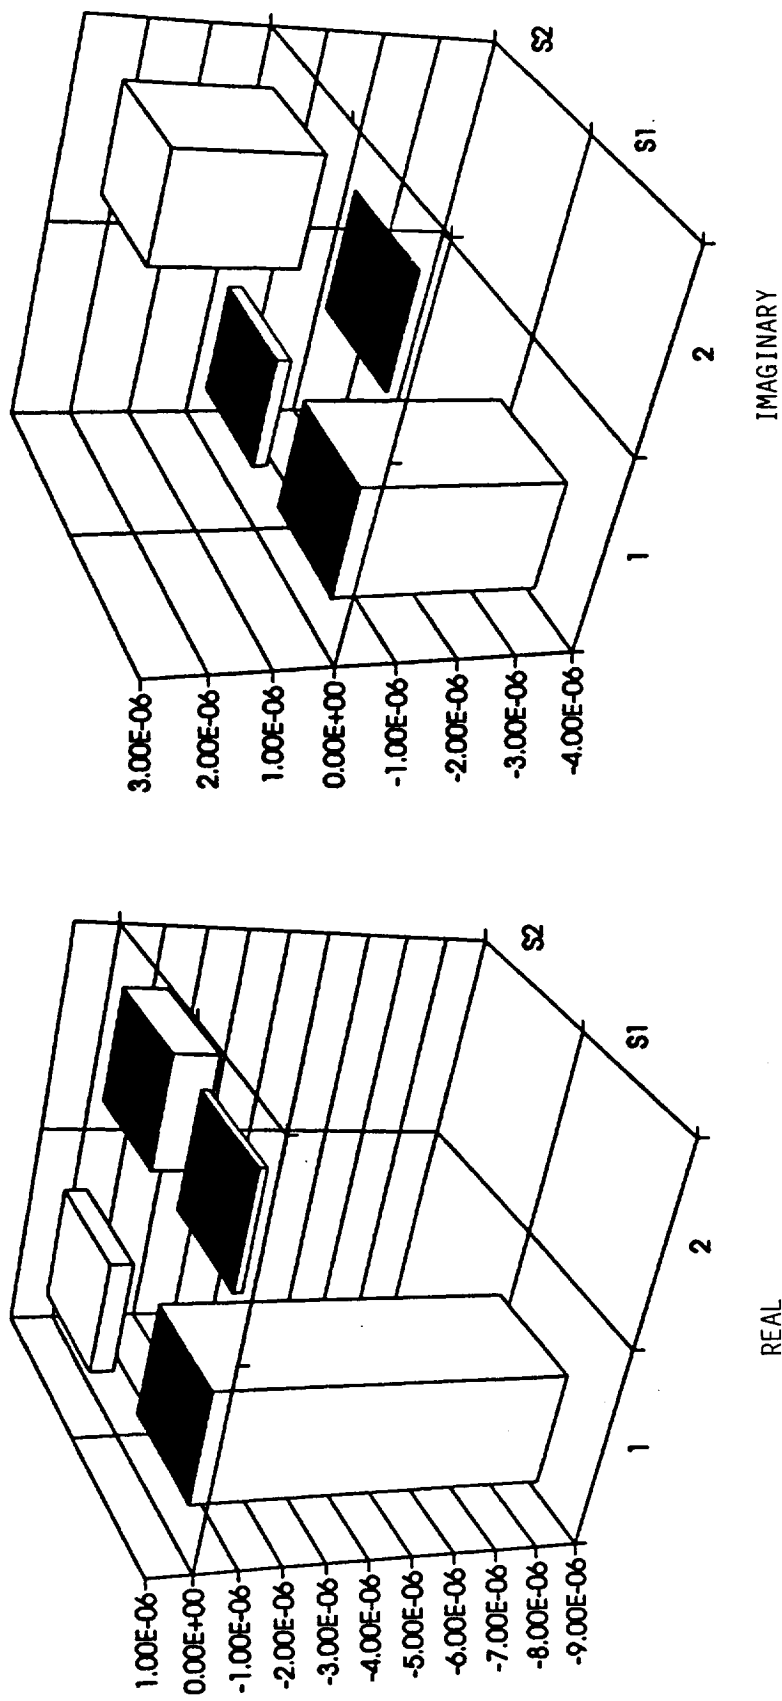 3.00E-06
2.00E-06
1.00E-06
0.00E+00
-1.00E-06
-2.00E-06
-3.00E-06
-4.00E-06
1
2
S1
S2
IMAGINARY
1.00E-06
0.00E+00
-1.00E-06
-2.00E-06
-3.00E-06
-4.00E-06
-5.00E-06
-6.00E-06
-7.00E-06
-8.00E-06
-9.00E-06
1
2
S1
S2
REAL